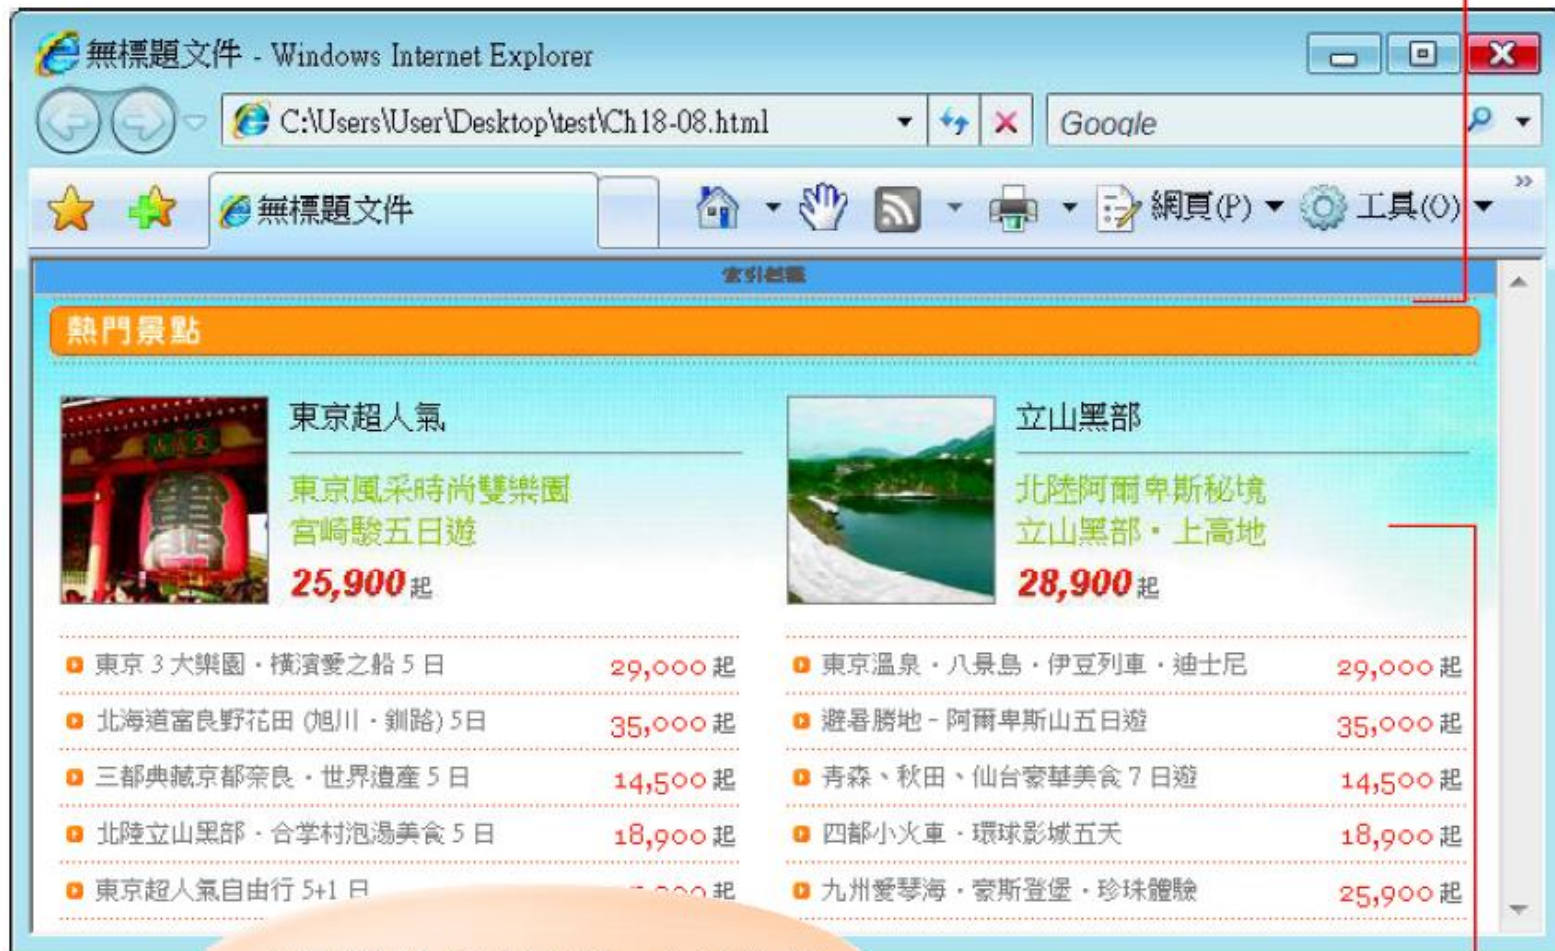 無標題文件 - Windows Internet Explorer
C:\Users\User\Desktop\test\Ch18-08.html
Google
無標題文件
網頁(P)
工具(O)
熱門景點
東京超人氣
東京風采時尚雙樂園
宮崎駿五日遊
25,900起
立山黑部
北陸阿爾卑斯秘境
立山黑部・上高地
28,900起
東京 3 大樂園・橫濱愛之船 5 日 29,000起
北海道富良野花田 (旭川・釧路) 5日 35,000起
三都典藏京都奈良・世界遺產 5 日 14,500起
北陸立山黑部・合掌村泡湯美食 5 日 18,900起
東京超人氣自由行 5+1 日 起
東京溫泉・八景島・伊豆列車・迪士尼 29,000起
避暑勝地－阿爾卑斯山五日遊 35,000起
青森、秋田、仙台豪華美食 7 日遊 14,500起
四都小火車・環球影城五天 18,900起
九州愛琴海・豪斯登堡・珍珠體驗 25,900起